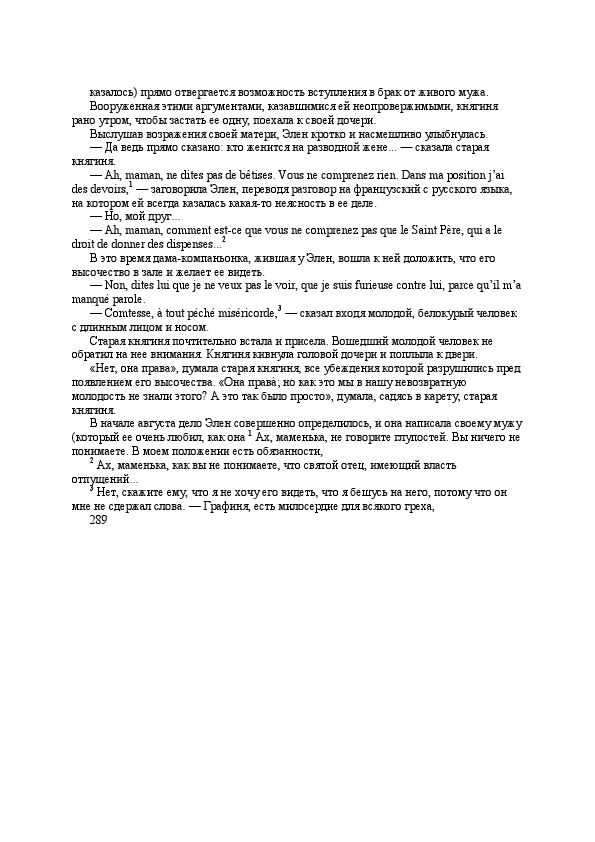 казалось) прямо отвергается возможность вступления в брак от живого мужа.
Вооруженная этими аргументами, казавшимися ей неопровержимыми, княгиня
рано утром, чтобы застать ее одну, поехала к своей дочери.
Выслушав возражения своей матери, Элен кротко и насмешливо улыбнулась.
— Да ведь прямо сказано: кто женится на разводной жене... — сказала старая
княгиня.
— Ah, maman, ne dites pas de bêtises. Vous ne comprenez rien. Dans ma position j’ai
des devoirs,1 — заговорила Элен, переводя разговор на французский с русского языка,
на котором ей всегда казалась какая-то неясность в ее деле.
— Но, мой друг...
— Ah, maman, comment est-ce que vous ne comprenez pas que le Saint Père, qui a le
droit de donner des dispenses...2
В это время дама-компаньонка, жившая у Элен, вошла к ней доложить, что его
высочество в зале и желает ее видеть.
— Non, dites lui que je ne veux pas le voir, que je suis furieuse contre lui, parce qu’il m’a
manqué parole.
— Comtesse, à tout péché miséricorde,3 — сказал входя молодой, белокурый человек
с длинным лицом и носом.
Старая княгиня почтительно встала и присела. Вошедший молодой человек не
обратил на нее внимания. Княгиня кивнула головой дочери и поплыла к двери.
«Нет, она права», думала старая княгиня, все убеждения которой разрушились пред
появлением его высочества. «Она права̀; но как это мы в нашу невозвратную
молодость не знали этого? А это так было просто», думала, садясь в карету, старая
княгиня.
В начале августа дело Элен совершенно определилось, и она написала своему мужу
(который ее очень любил, как она 1 Ах, маменька, не говорите глупостей. Вы ничего не
понимаете. В моем положении есть обязанности,
2 Ах, маменька, как вы не понимаете, что святой отец, имеющий власть
отпущений...
3 Нет, скажите ему, что я не хочу его видеть, что я бешусь на него, потому что он
мне не сдержал слова. — Графиня, есть милосердие для всякого греха,
289